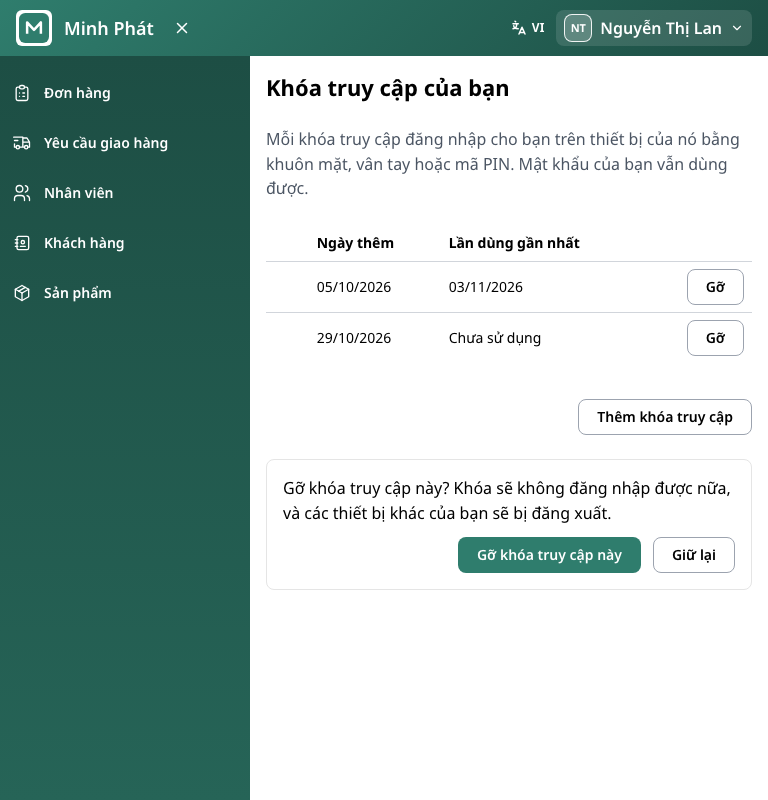 Minh Phát
VI
NT
Nguyễn Thị Lan
Đơn hàng
Yêu cầu giao hàng
Nhân viên
Khách hàng
Sản phẩm
Khóa truy cập của bạn
Mỗi khóa truy cập đăng nhập cho bạn trên thiết bị của nó bằng
khuôn mặt, vân tay hoặc mã PIN. Mật khẩu của bạn vẫn dùng
được.
Ngày thêm Lần dùng gần nhất
05/10/2026 03/11/2026 Gỡ
29/10/2026 Chưa sử dụng Gỡ
Thêm khóa truy cập
Gỡ khóa truy cập này? Khóa sẽ không đăng nhập được nữa,
và các thiết bị khác của bạn sẽ bị đăng xuất.
Gỡ khóa truy cập này Giữ lại